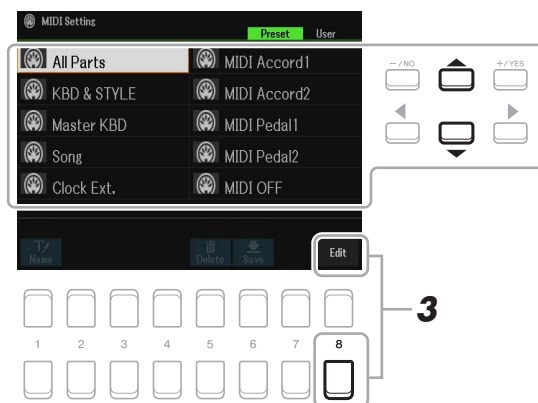 MIDI Setting
Preset User
All Parts MIDI Accord1
KBD & STYLE MIDI Accord2
Master KBD MIDI Pedal1
Song MIDI Pedal2
Clock Ext. MIDI OFF
Name Delete Save Edit
-/NO +/YES
3
1 2 3 4 5 6 7 8